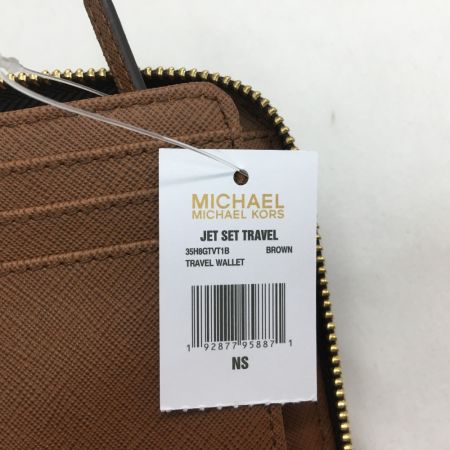 MICHAEL
MICHAEL KORS
JET SET TRAVEL
35H8GTVT1B BROWN
TRAVEL WALLET
1 92877 95887 1
NS